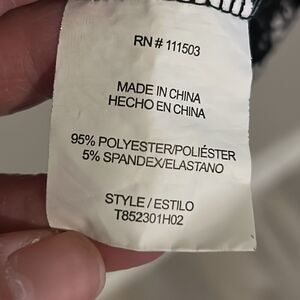 RN # 111503
MADE IN CHINA
HECHO EN CHINA
95% POLYESTER/POLIÉSTER
5% SPANDEX/ELASTANO
STYLE / ESTILO
T852301H02